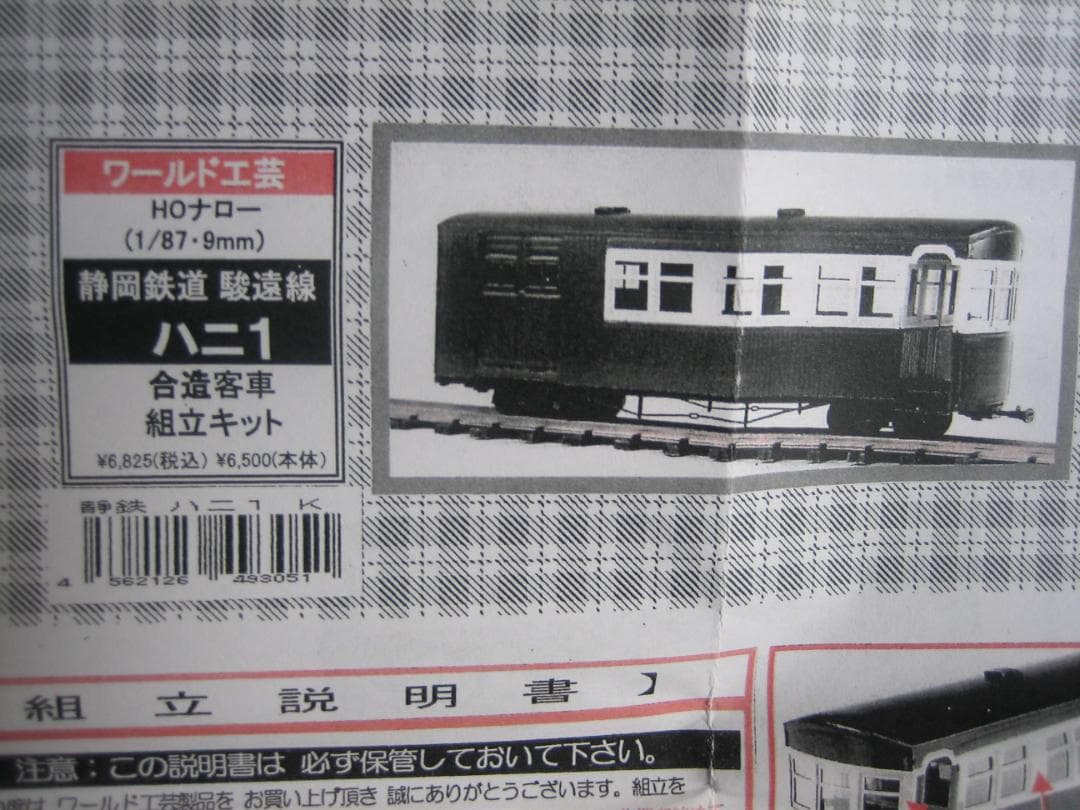 ワールド工芸
HOナロー
(1/87・9mm)
静岡鉄道 駿遠線
ハニ1
合造客車
組立キット
¥6,825(税込) ¥6,500(本体)
静鉄 ハニ1 K
4 562126 493051
組立説明書】
注意；この説明書は 必ず保管しておいて下さい。
ワールド工芸製品を お買い上げ頂き 誠にありがとうございます。組立を